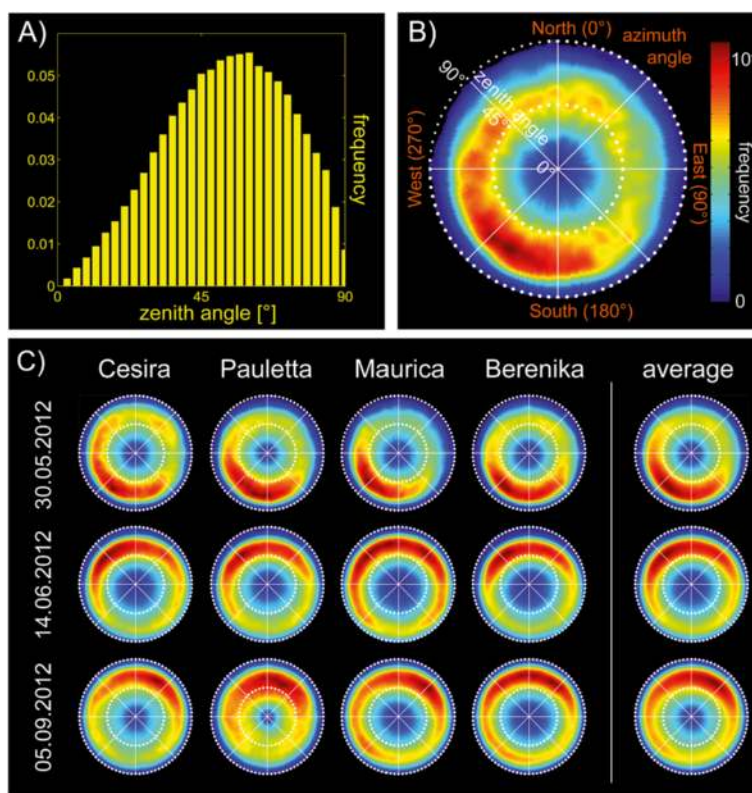 A)
0.05
0.04
0.03
0.02
0.01
0
0
45
90
zenith angle [°]
frequency
B)
North (0°)
azimuth
angle
90°
zenith angle
45°
0°
West (270°)
East (90°)
South (180°)
frequency
0
C)
Cesira
Pauletta
Maurica
Berenika
average
30.05.2012
14.06.2012
05.09.2012